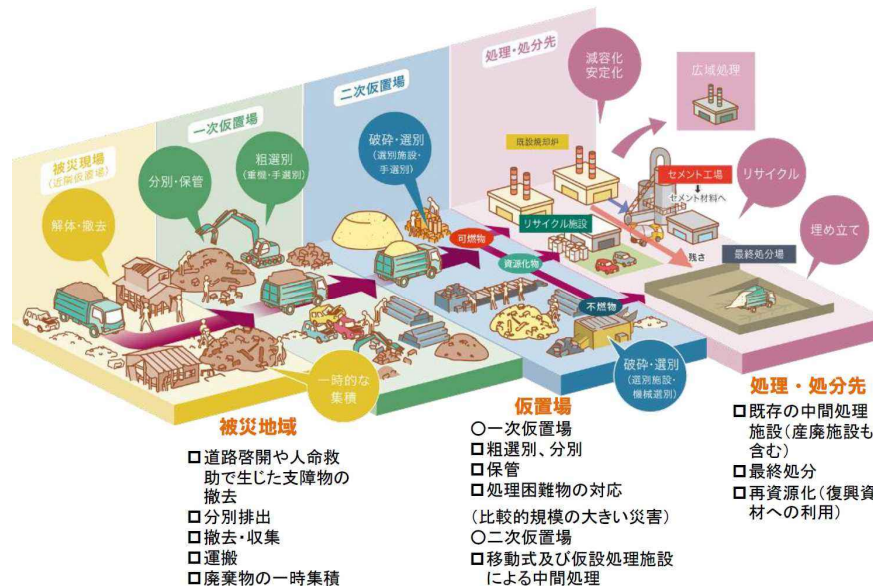 被災現場
(近隣仮置場)
解体・撤去
一時的な
集積
一次仮置場
分別・保管
粗選別
(重機・手選別)
二次仮置場
破砕・選別
(選別施設・
手選別)
可燃物
資源化物
不燃物
破砕・選別
(選別施設・
機械選別)
処理・処分先
減容化
安定化
広域処理
既設焼却炉
セメント工場
セメント材料へ
リサイクル
リサイクル施設
残さ
最終処分場
埋め立て
被災地域
□道路啓開や人命救
助で生じた支障物の
撤去
□分別排出
□撤去・収集
□運搬
□廃棄物の一時集積
仮置場
○一次仮置場
□粗選別、分別
□保管
□処理困難物の対応
(比較的規模の大きい災害)
○二次仮置場
□移動式及び仮設処理施設
による中間処理
処理・処分先
□既存の中間処理
施設(産廃施設も
含む)
□最終処分
□再資源化(復興資
材への利用)